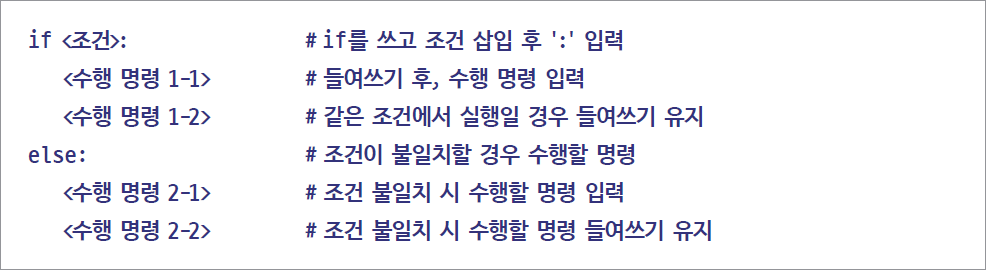 if <조건>: # if를 쓰고 조건 삽입 후 ':' 입력
<수행 명령 1-1> # 들여쓰기 후, 수행 명령 입력
<수행 명령 1-2> # 같은 조건에서 실행일 경우 들여쓰기 유지
else: # 조건이 불일치할 경우 수행할 명령
<수행 명령 2-1> # 조건 불일치 시 수행할 명령 입력
<수행 명령 2-2> # 조건 불일치 시 수행할 명령 들여쓰기 유지